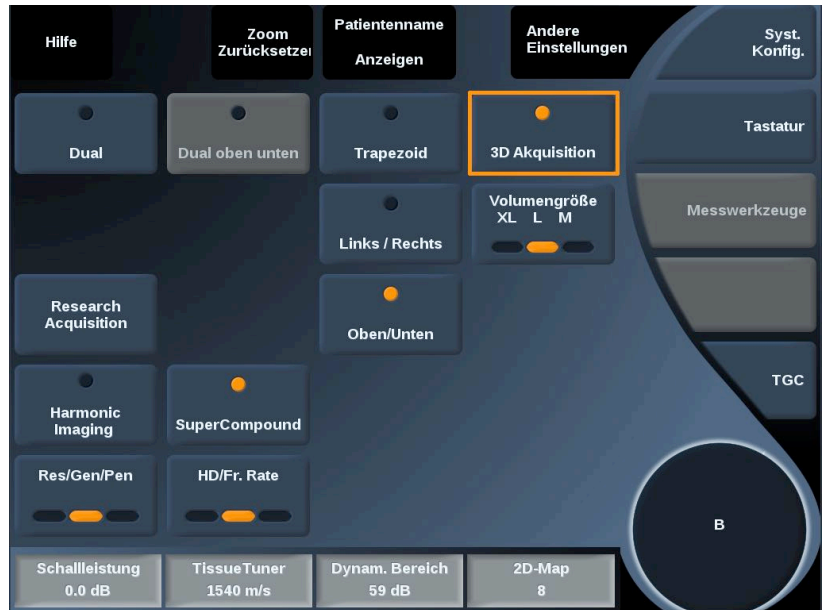 Hilfe
Zoom
Zurücksetze
Patientenname
Anzeigen
Andere
Einstellungen
Syst.
Konfig.
Dual
Dual oben unten
Trapezoid
3D Akquisition
Tastatur
Links / Rechts
Volumengröße
XL L M
Messwerkzeuge
Research
Acquisition
Oben/Unten
TGC
Harmonic
Imaging
SuperCompound
Res/Gen/Pen
HD/Fr. Rate
B
Schallleistung
0.0 dB
TissueTuner
1540 m/s
Dynam. Bereich
59 dB
2D-Map
8